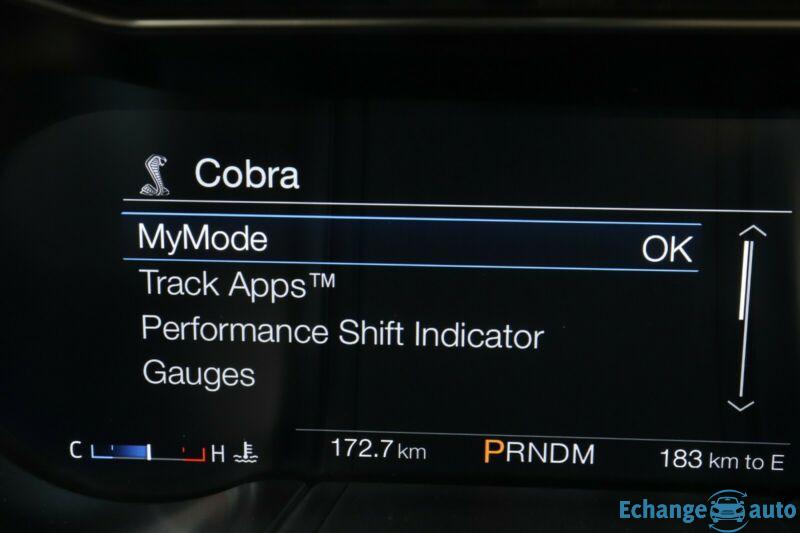 Cobra
MyMode OK
Track Apps™
Performance Shift Indicator
Gauges
C H 172.7 km PRNDM 183 km to E
Echange auto